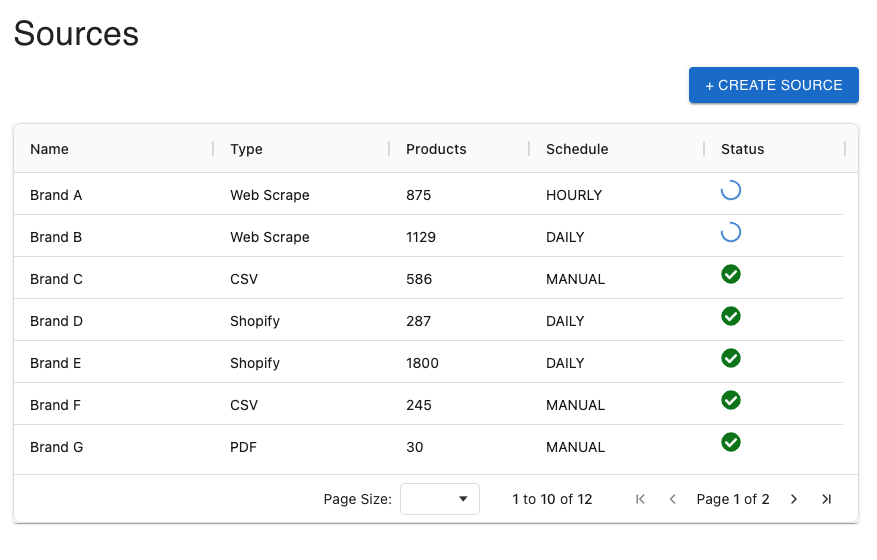 Sources
+ CREATE SOURCE
Name Type Products Schedule Status
Brand A Web Scrape 875 HOURLY
Brand B Web Scrape 1129 DAILY
Brand C CSV 586 MANUAL
Brand D Shopify 287 DAILY
Brand E Shopify 1800 DAILY
Brand F CSV 245 MANUAL
Brand G PDF 30 MANUAL
Page Size: 1 to 10 of 12 Page 1 of 2